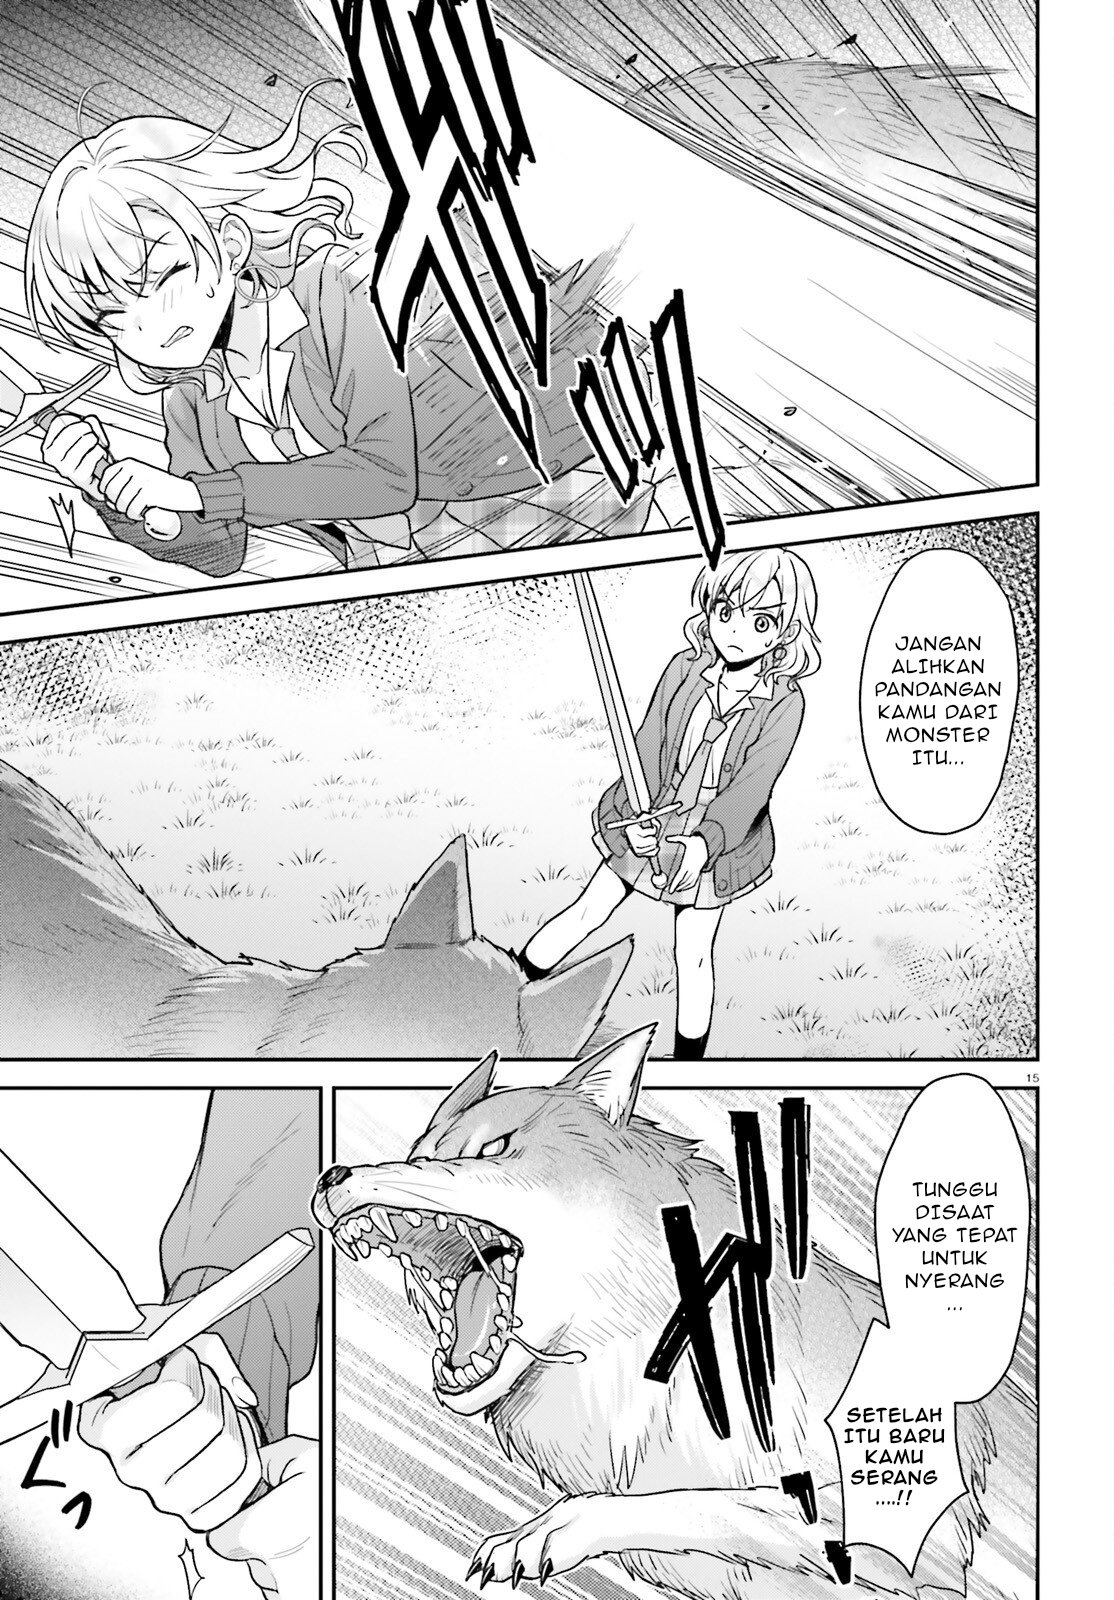 JANGAN
ALIHKAN
PANDANGAN
KAMU DARI
MONSTER
ITU...
15
TUNGGU
DISAAT
YANG TEPAT
UNTUK
NYERANG
...
SETELAH
ITU BARU
KAMU
SERANG
....!!